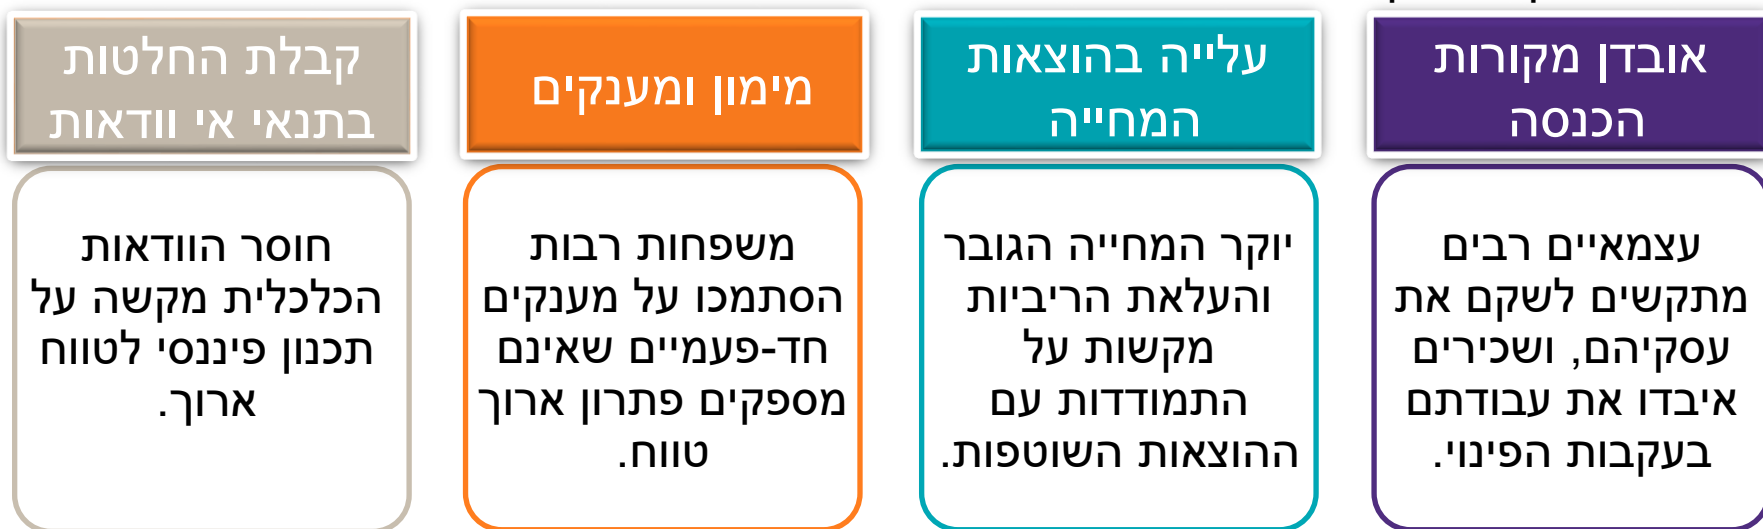 אובדן מקורות
הכנסה
עצמאיים רבים
מתקשים לשקם את
עסקיהם, ושכירים
איבדו את עבודתם
בעקבות הפינוי.
עלייה בהוצאות
המחייה
יוקר המחייה הגובר
והעלאת הריביות
מקשות על
התמודדות עם
ההוצאות השוטפות.
מימון ומענקים
משפחות רבות
הסתמכו על מענקים
חד-פעמיים שאינם
מספקים פתרון ארוך
טווח.
קבלת החלטות
בתנאי אי וודאות
חוסר הוודאות
הכלכלית מקשה על
תכנון פיננסי לטווח
ארוך.